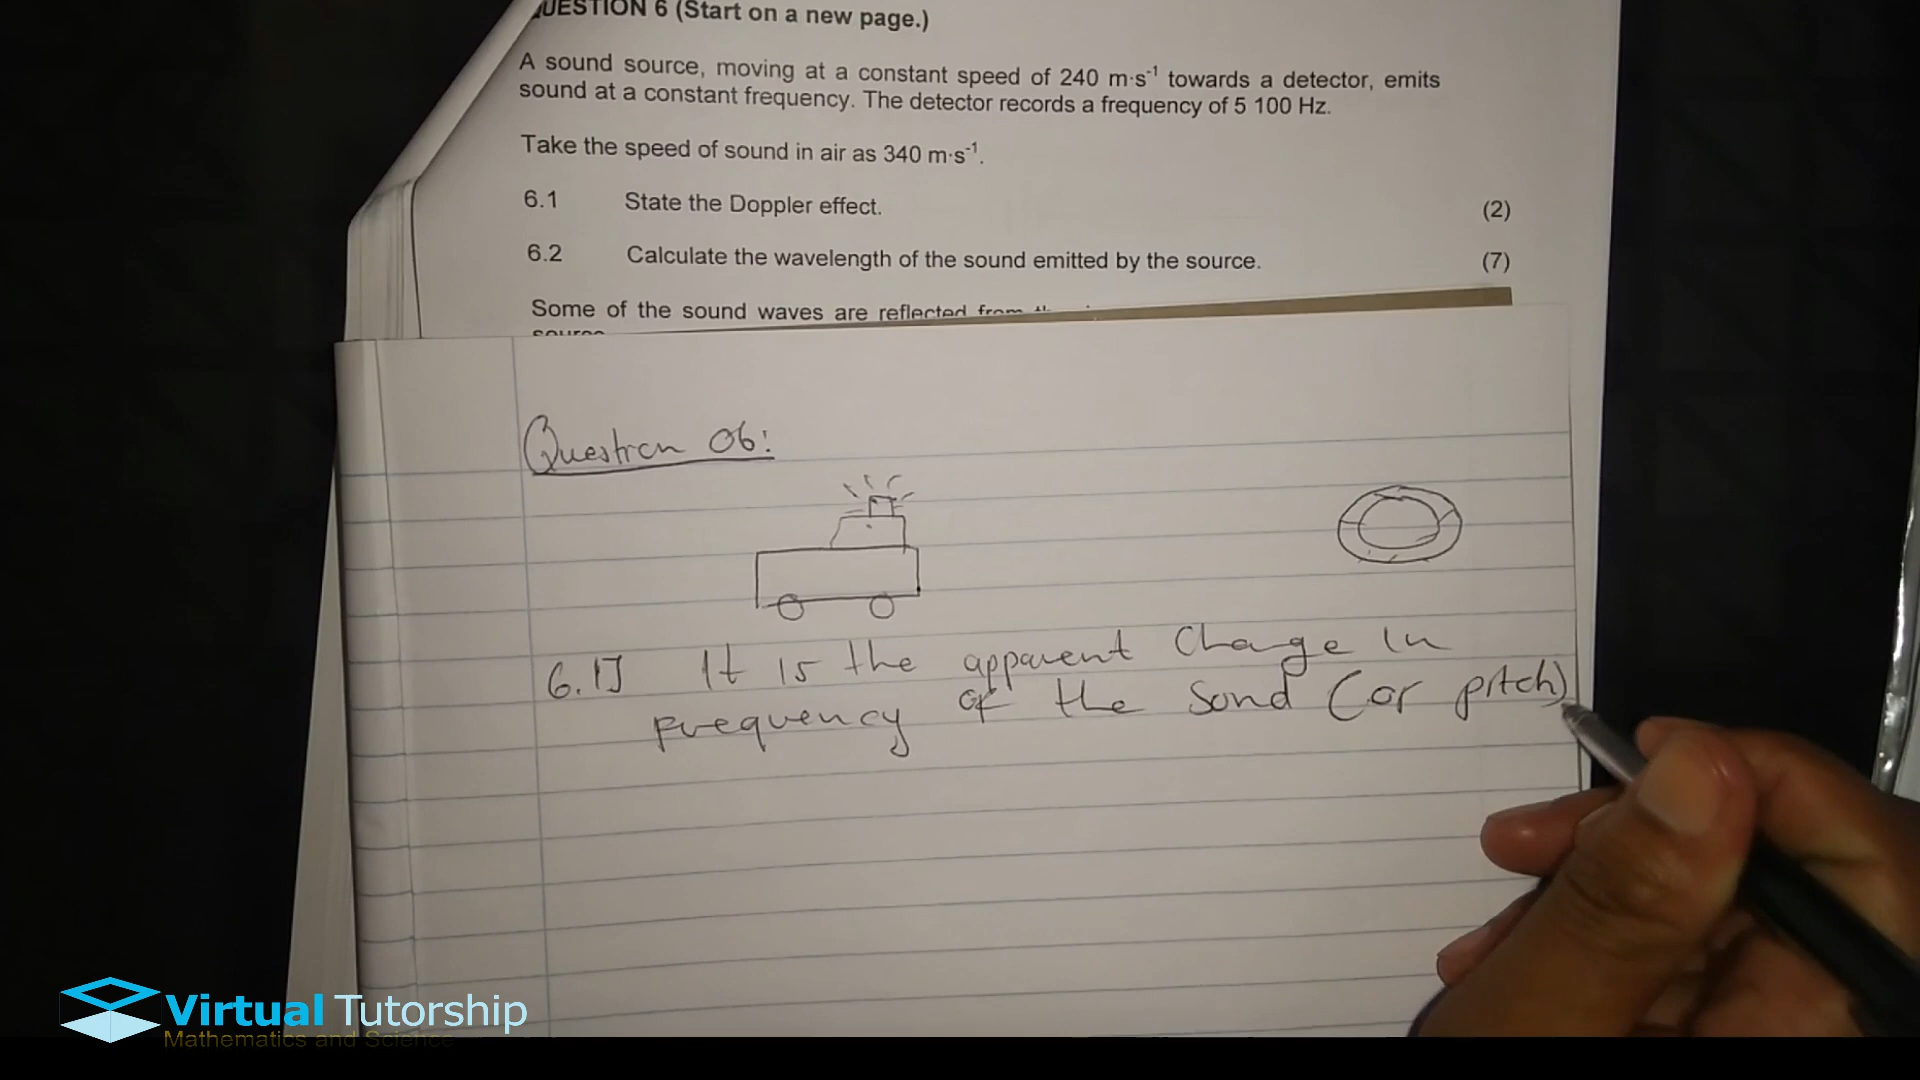 QUESTION 6 (Start on a new page.)
A sound source, moving at a constant speed of 240 m·s⁻¹ towards a detector, emits
sound at a constant frequency. The detector records a frequency of 5 100 Hz.
Take the speed of sound in air as 340 m·s⁻¹.
6.1 State the Doppler effect. (2)
6.2 Calculate the wavelength of the sound emitted by the source. (7)
Some of the sound waves are reflected from
source
Question 06:
6.1] It is the apparent change in
frequency of the sond (or pitch)
Virtual Tutorship
Mathematics and Science